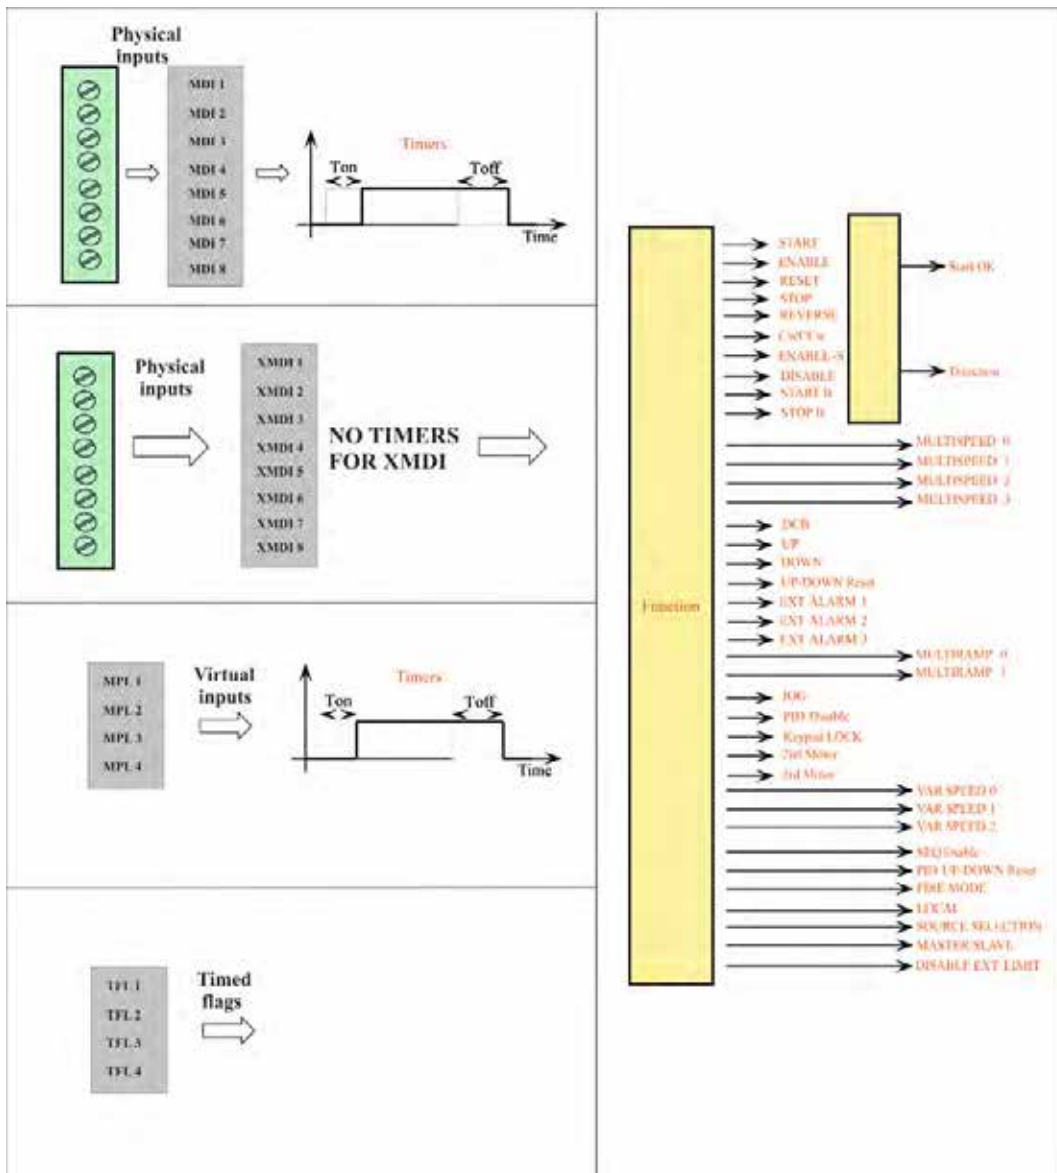 Physical
inputs
MDI 1
MDI 2
MDI 3
MDI 4
MDI 5
MDI 6
MDI 7
MDI 8
Timers
Ton
Toff
Time
Physical
inputs
XMDI 1
XMDI 2
XMDI 3
XMDI 4
XMDI 5
XMDI 6
XMDI 7
XMDI 8
NO TIMERS
FOR XMDI
MPL 1
MPL 2
MPL 3
MPL 4
Virtual
inputs
Timers
Ton
Toff
Time
TFL 1
TFL 2
TFL 3
TFL 4
Timed
flags
Function
START
ENABLE
RESET
STOP
REVERSE
Cw/CCw
ENABLE-S
DISABLE
START B
STOP B
Start OK
Direction
MULTISPEED 0
MULTISPEED 1
MULTISPEED 2
MULTISPEED 3
DCB
UP
DOWN
UP-DOWN Reset
EXT ALARM 1
EXT ALARM 2
EXT ALARM 3
MULTIRAMP 0
MULTIRAMP 1
JOG
PID Disable
Keypad LOCK
2nd Motor
3rd Motor
VAR SPEED 0
VAR SPEED 1
VAR SPEED 2
Enable
PID UP-DOWN Reset
FIRE MODE
LOCAL
SOURCE SELECTION
MASTER SLAVE
DISABLE EXT LIMIT